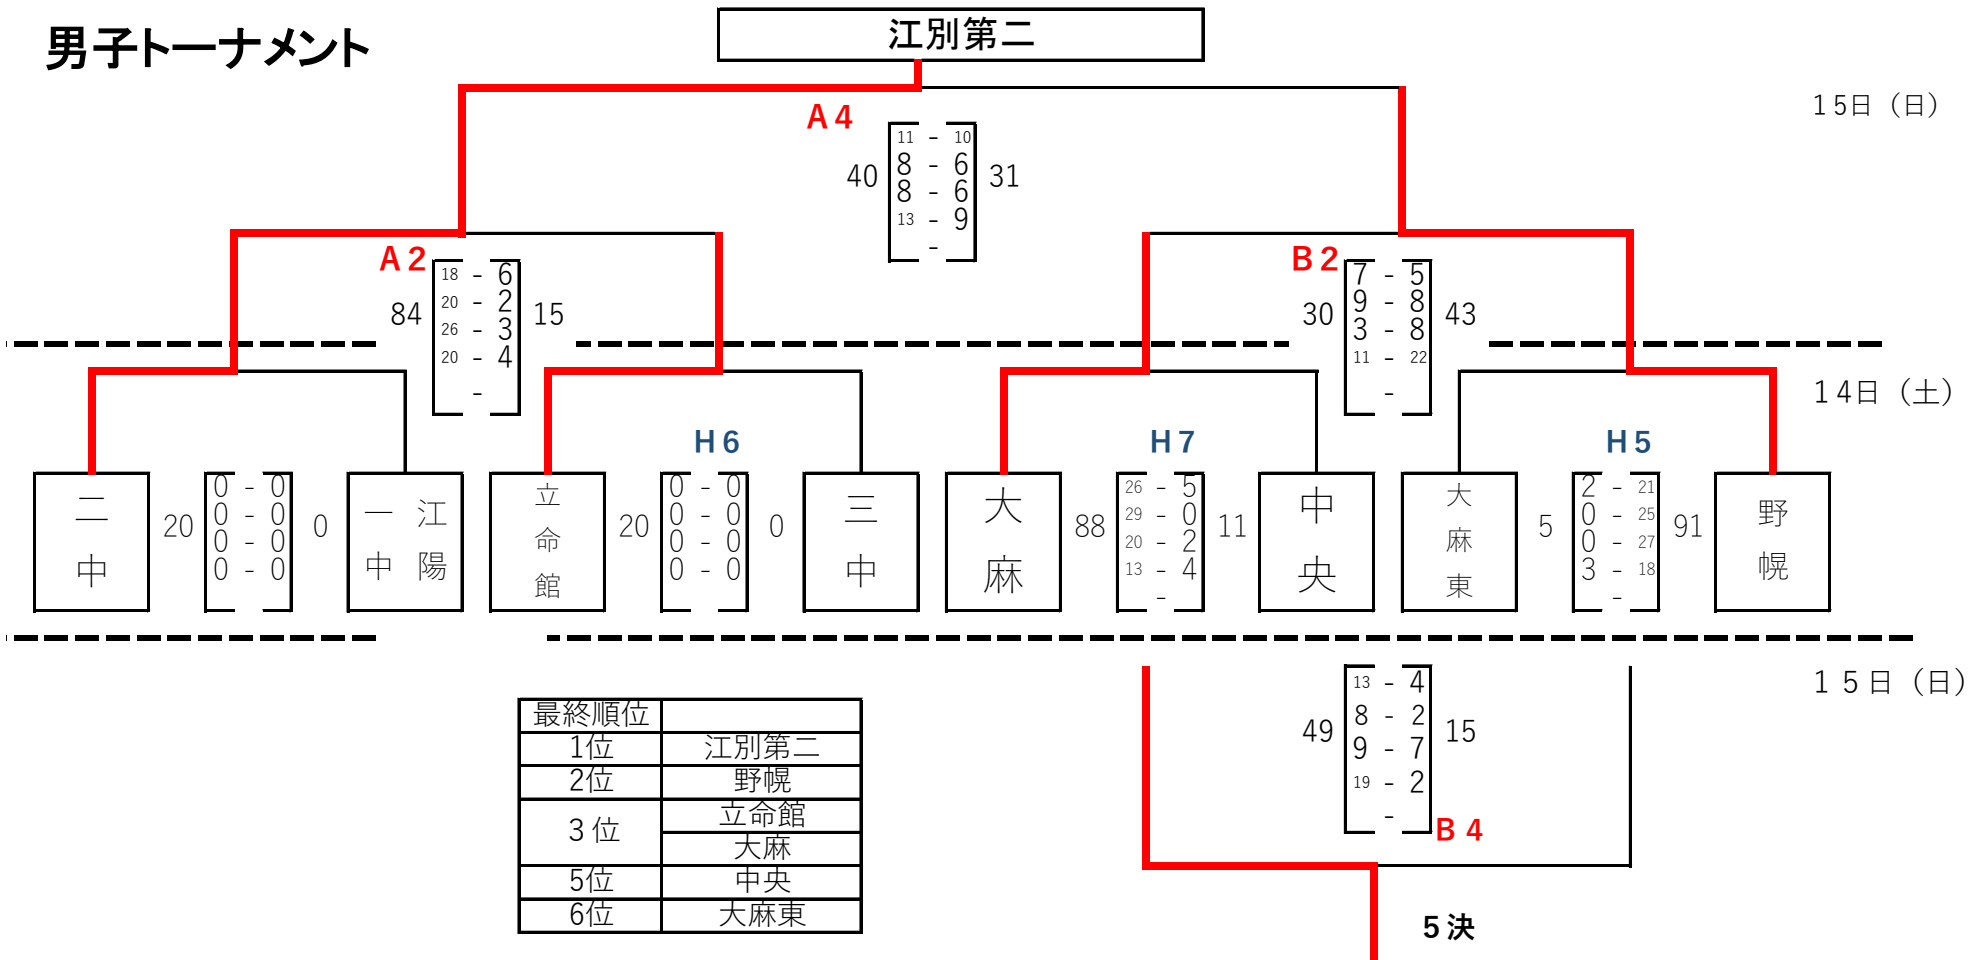 江別第二
男子トーナメント
15日（日）
A4
40
11 - 10
8 - 6
8 - 6
13 - 9
-
31
A2
84
18 - 6
20 - 2
26 - 3
20 - 4
-
15
B2
30
7 - 5
9 - 8
3 - 8
11 - 22
-
43
14日（土）
H6
H7
H5
二中
20
0 - 0
0 - 0
0 - 0
0 - 0
0
江陽
一中
立命館
20
0 - 0
0 - 0
0 - 0
0 - 0
0
三中
大麻
88
26 - 5
29 - 0
20 - 2
13 - 4
-
11
中央
大麻東
5
2 - 21
0 - 25
0 - 27
3 - 18
-
91
野幌
15日（日）
49
13 - 4
8 - 2
9 - 7
19 - 2
-
15
B4
5決
最終順位
1位 江別第二
2位 野幌
3位 立命館
大麻
5位 中央
6位 大麻東